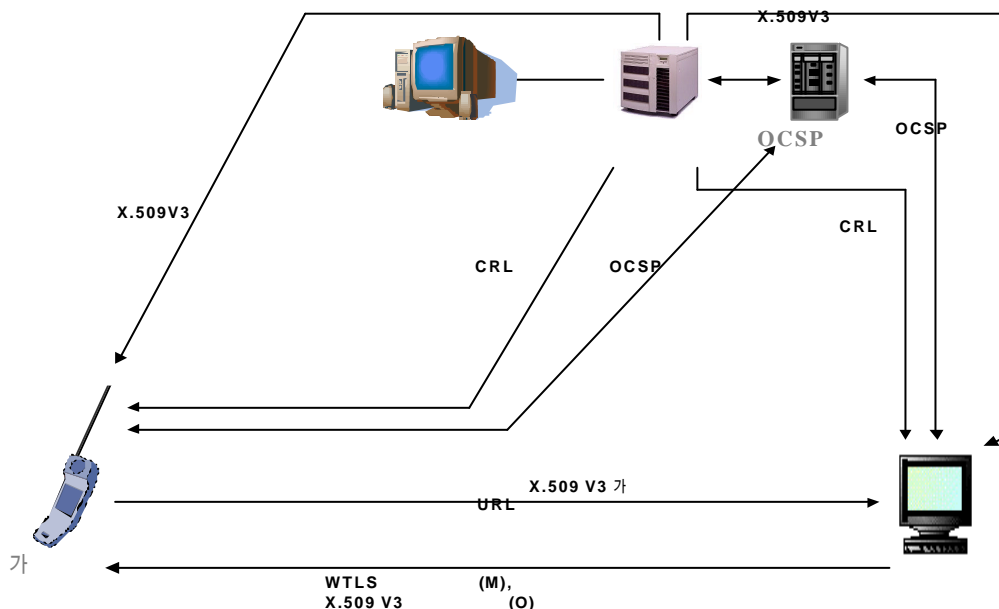 X.509V3
OCSP
OCSP
X.509V3
CRL
CRL
OCSP
X.509 V3 가
URL
가
WTLS (M),
X.509 V3 (O)